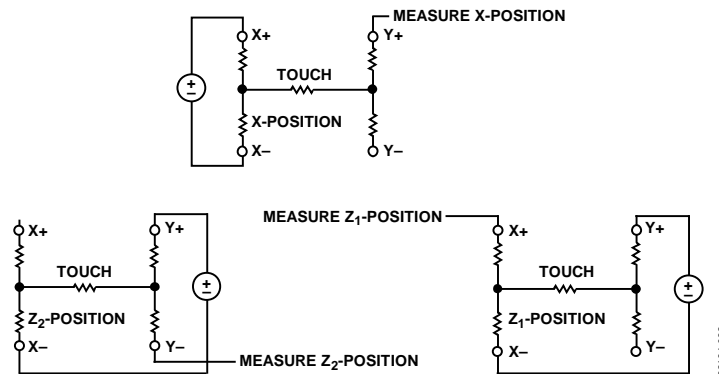 MEASURE X-POSITION
X+
Y+
TOUCH
+
–
X-POSITION
X–
Y–
MEASURE Z1-POSITION
X+
Y+
TOUCH
+
–
Z2-POSITION
X–
Y–
MEASURE Z2-POSITION
X+
Y+
TOUCH
+
–
Z1-POSITION
X–
Y–